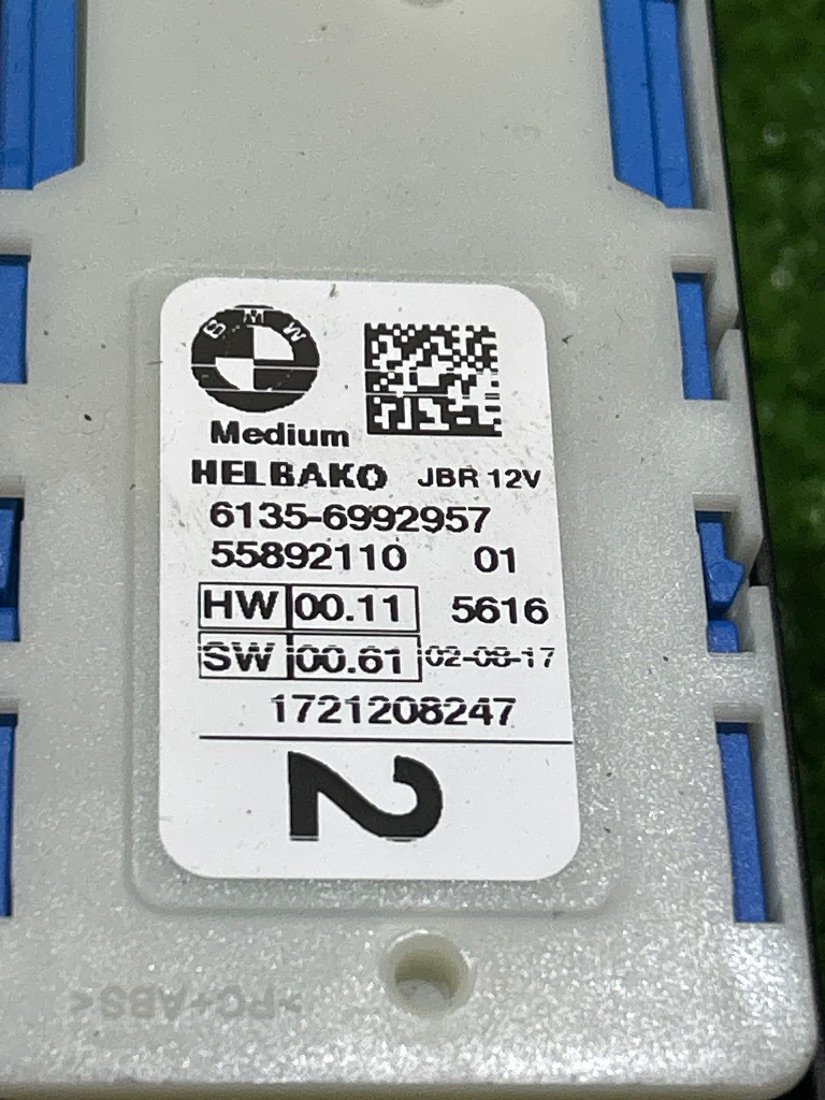 BMW
Medium
HELBAKO JBR 12V
6135-6992957
55892110 01
HW 00.11 5616
SW 00.61 02-08-17
1721208247
2
>PC+ABS<